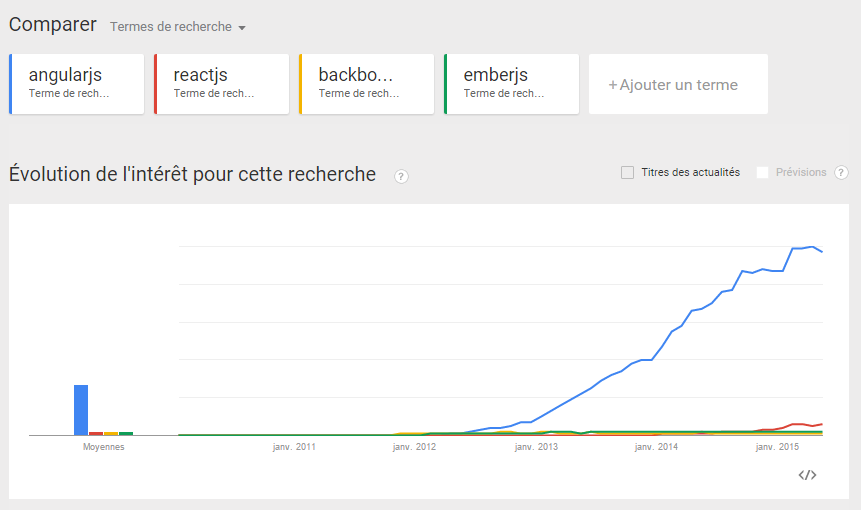 Comparer Termes de recherche
angularjs reactjs backbo... emberjs +Ajouter un terme
Terme de rech... Terme de rech... Terme de rech... Terme de rech...
Évolution de l'intérêt pour cette recherche ? Titres des actualités Prévisions ?
Moyennes janv. 2011 janv. 2012 janv. 2013 janv. 2014 janv. 2015
</>